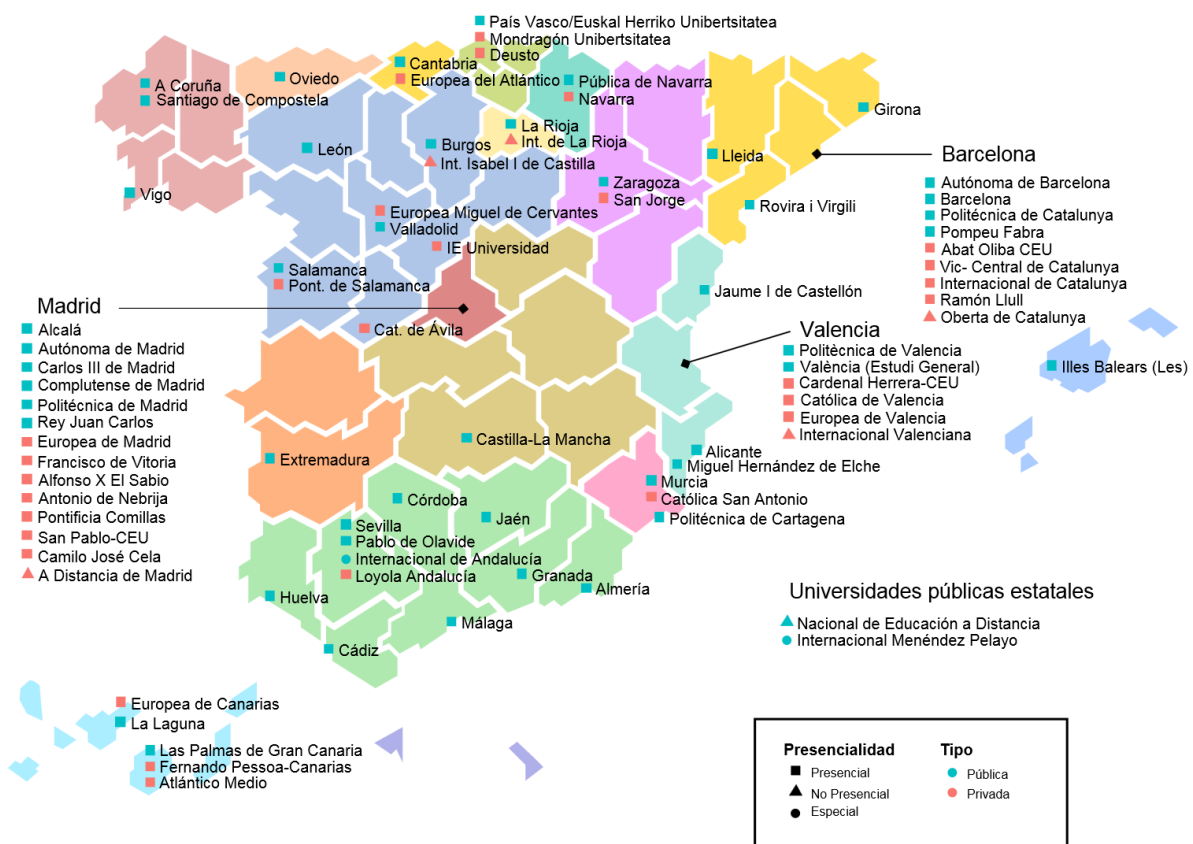 País Vasco/Euskal Herriko Unibertsitatea
Mondragón Unibertsitatea
Deusto
Cantabria
Europea del Atlántico
Oviedo
A Coruña
Santiago de Compostela
Pública de Navarra
Navarra
Girona
La Rioja
Int. de La Rioja
León
Burgos
Int. Isabel I de Castilla
Lleida
Vigo
Zaragoza
San Jorge
Rovira i Virgili
Europea Miguel de Cervantes
Valladolid
IE Universidad
Salamanca
Pont. de Salamanca
Cat. de Ávila
Jaume I de Castellón
Barcelona
Autónoma de Barcelona
Barcelona
Politécnica de Catalunya
Pompeu Fabra
Abat Oliba CEU
Vic- Central de Catalunya
Internacional de Catalunya
Ramón Llull
Oberta de Catalunya
Madrid
Alcalá
Autónoma de Madrid
Carlos III de Madrid
Complutense de Madrid
Politécnica de Madrid
Rey Juan Carlos
Europea de Madrid
Francisco de Vitoria
Alfonso X El Sabio
Antonio de Nebrija
Pontificia Comillas
San Pablo-CEU
Camilo José Cela
A Distancia de Madrid
Valencia
Politècnica de Valencia
València (Estudi General)
Cardenal Herrera-CEU
Católica de Valencia
Europea de Valencia
Internacional Valenciana
Illes Balears (Les)
Castilla-La Mancha
Extremadura
Alicante
Miguel Hernández de Elche
Murcia
Católica San Antonio
Politécnica de Cartagena
Córdoba
Jaén
Sevilla
Pablo de Olavide
Internacional de Andalucía
Loyola Andalucía
Granada
Almería
Huelva
Málaga
Cádiz
Universidades públicas estatales
Nacional de Educación a Distancia
Internacional Menéndez Pelayo
Europea de Canarias
La Laguna
Las Palmas de Gran Canaria
Fernando Pessoa-Canarias
Atlántico Medio
Presencialidad
Presencial
No Presencial
Especial
Tipo
Pública
Privada